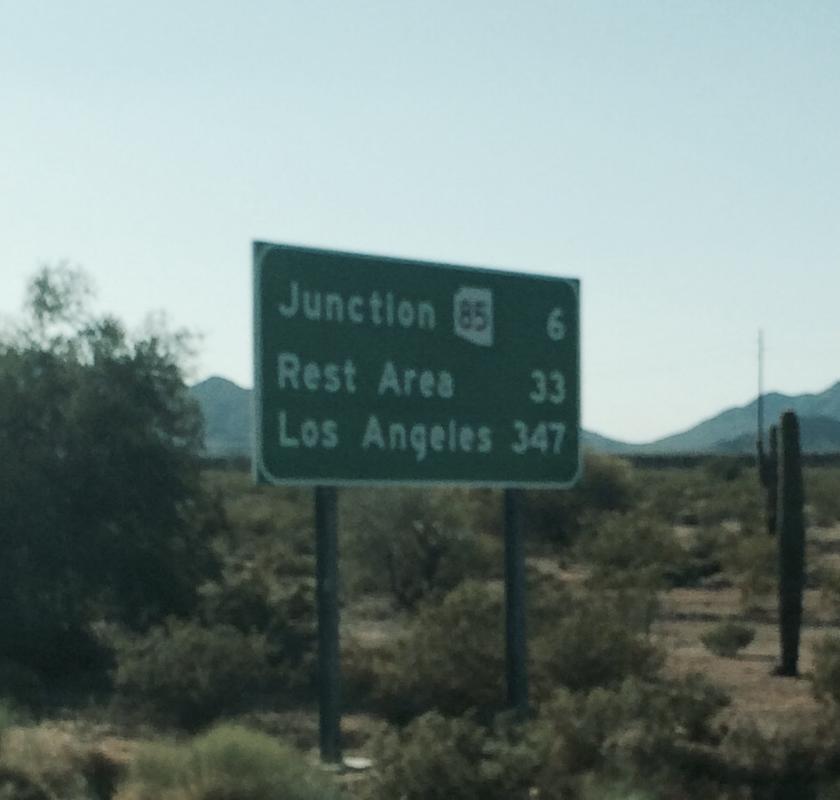 Junction 85 6
Rest Area 33
Los Angeles 347